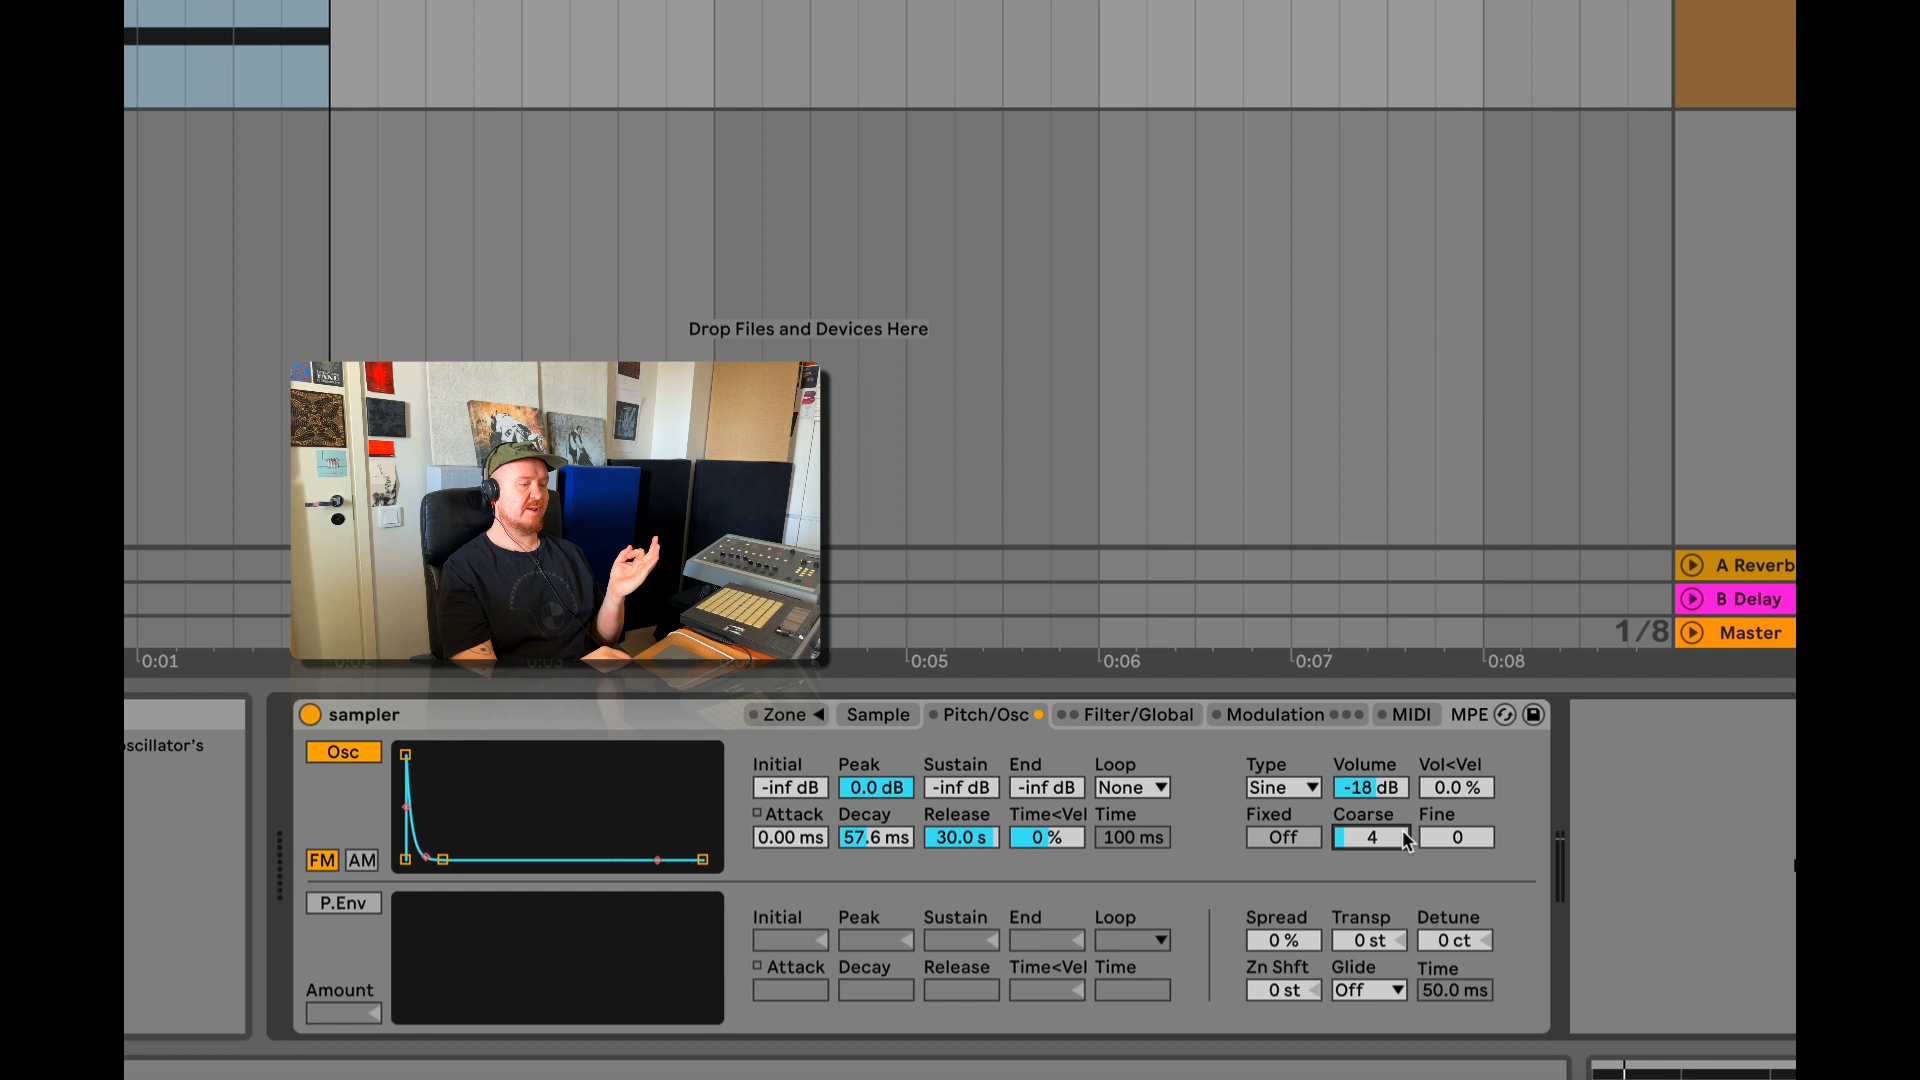 Drop Files and Devices Here
A Reverb
B Delay
1/8
Master
0:01
0:05
0:06
0:07
0:08
scillator's
sampler
Zone
Sample
Pitch/Osc
Filter/Global
Modulation
MIDI
MPE
Osc
FM
AM
Initial Peak Sustain End Loop
-inf dB 0.0 dB -inf dB -inf dB None
Attack Decay Release Time<Vel Time
0.00 ms 57.6 ms 30.0 s 0 % 100 ms
Type Volume Vol<Vel
Sine -18 dB 0.0 %
Fixed Coarse Fine
Off 4 0
P.Env
Amount
Initial Peak Sustain End Loop
Attack Decay Release Time<Vel Time
Spread Transp Detune
0 % 0 st 0 ct
Zn Shft Glide Time
0 st Off 50.0 ms